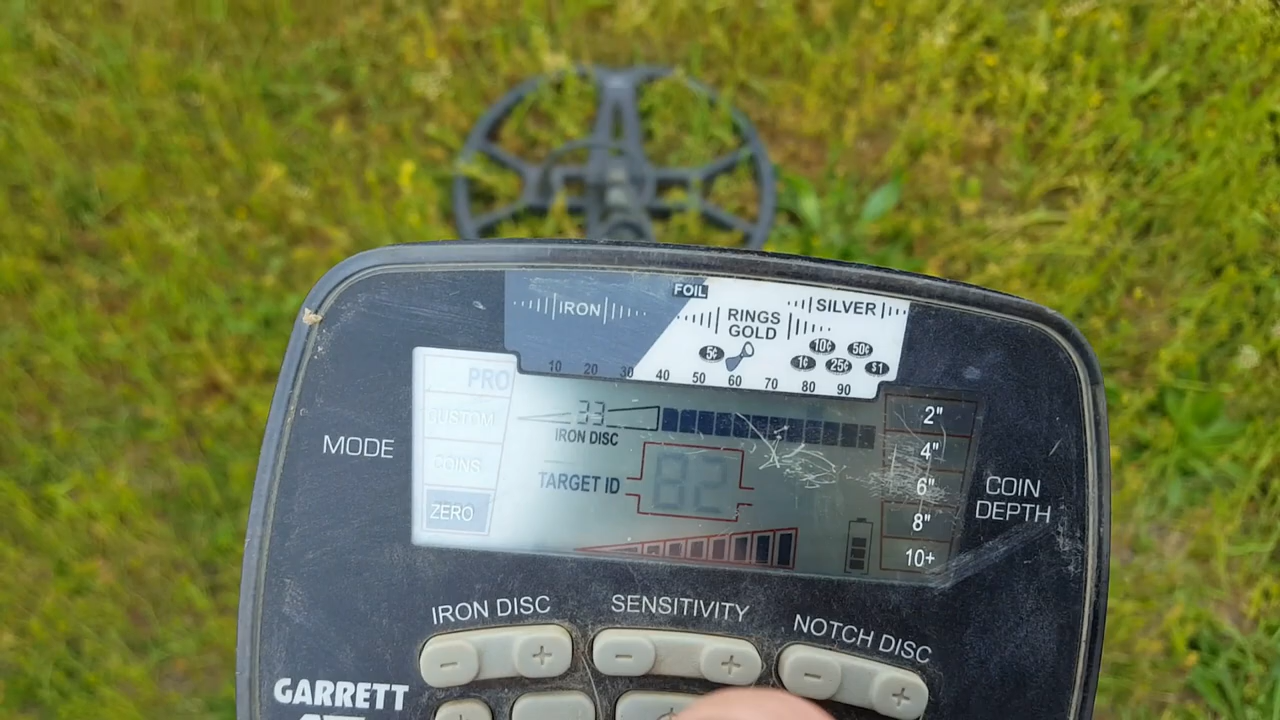 FOIL
IRON
RINGS
GOLD
SILVER
5¢
10¢
50¢
1¢
25¢
$1
10 20 30 40 50 60 70 80 90
PRO
CUSTOM
COINS
ZERO
MODE
33
IRON DISC
TARGET ID
82
2"
4"
6"
8"
10+
COIN
DEPTH
IRON DISC
SENSITIVITY
NOTCH DISC
- +
- +
- +
GARRETT